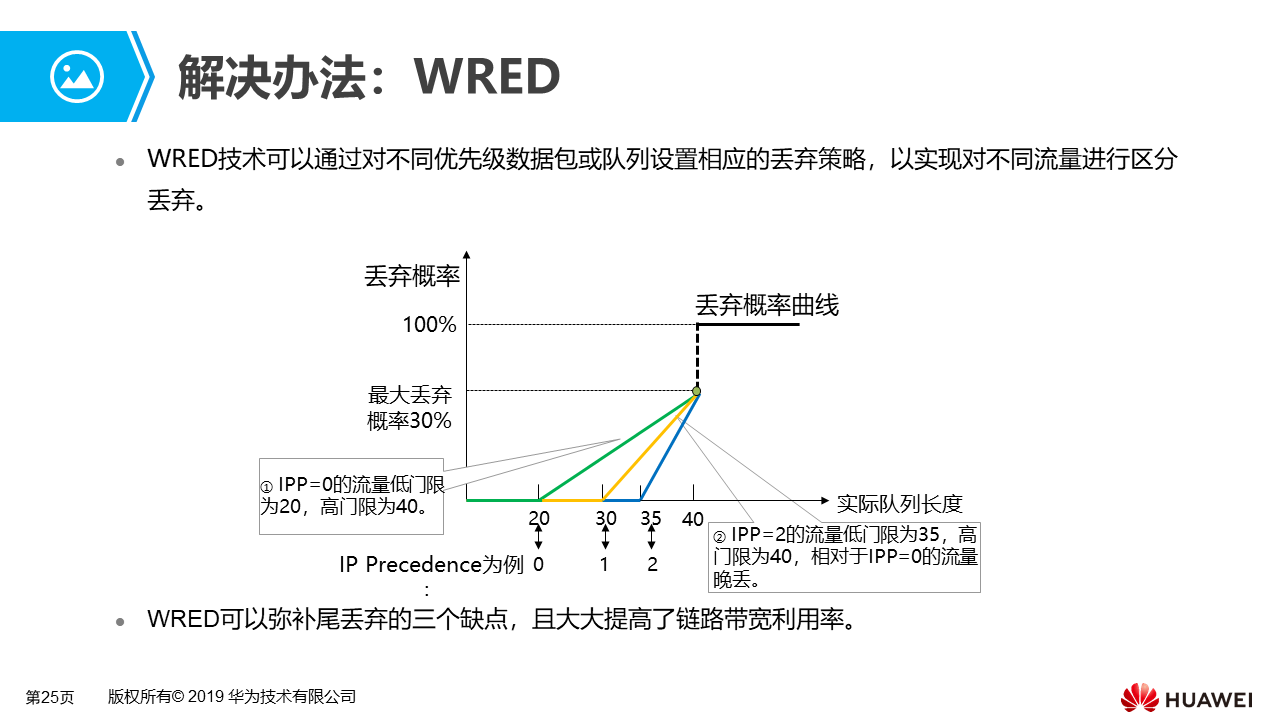 解决办法：WRED
WRED技术可以通过对不同优先级数据包或队列设置相应的丢弃策略，以实现对不同流量进行区分
丢弃。
丢弃概率
丢弃概率曲线
100%
最大丢弃
概率30%
① IPP=0的流量低门限
为20，高门限为40。
实际队列长度
20 30 35 40
② IPP=2的流量低门限为35，高
门限为40，相对于IPP=0的流量
晚丢。
IP Precedence为例 0 1 2
：
WRED可以弥补尾丢弃的三个缺点，且大大提高了链路带宽利用率。
第25页 版权所有© 2019 华为技术有限公司
HUAWEI